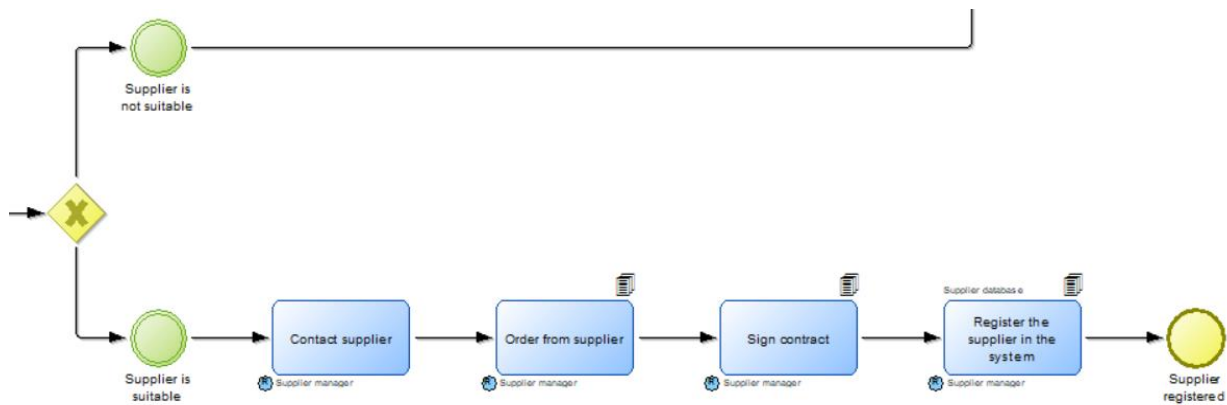 Supplier is
not suitable
X
Supplier is
suitable
Contact supplier
R Supplier manager
Order from supplier
R Supplier manager
Sign contract
R Supplier manager
Supplier database
Register the
supplier in the
system
R Supplier manager
Supplier
registered